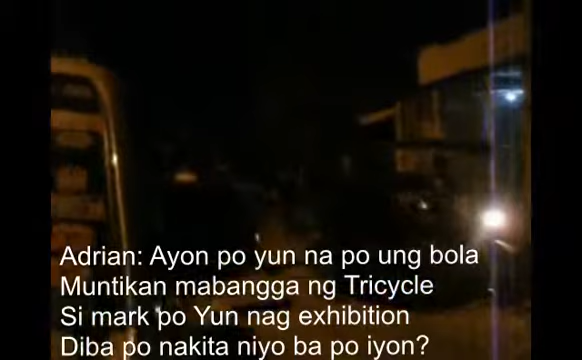 Adrian: Ayon po yun na po ung bola
Muntikan mabangga ng Tricycle
Si mark po Yun nag exhibition
Diba po nakita niyo ba po iyon?